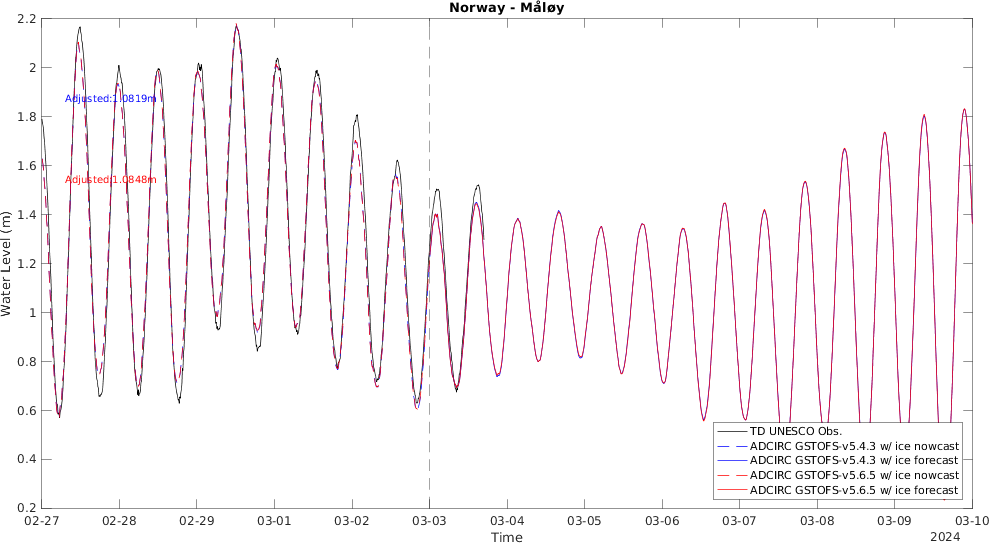 Norway - Måløy
2.2
2
1.8
1.6
1.4
1.2
1
0.8
0.6
0.4
0.2
Water Level (m)
Adjusted:1.0819m
Adjusted:1.0848m
TD UNESCO Obs.
ADCIRC GSTOFS-v5.4.3 w/ ice nowcast
ADCIRC GSTOFS-v5.4.3 w/ ice forecast
ADCIRC GSTOFS-v5.6.5 w/ ice nowcast
ADCIRC GSTOFS-v5.6.5 w/ ice forecast
02-27 02-28 02-29 03-01 03-02 03-03 03-04 03-05 03-06 03-07 03-08 03-09 03-10
Time
2024